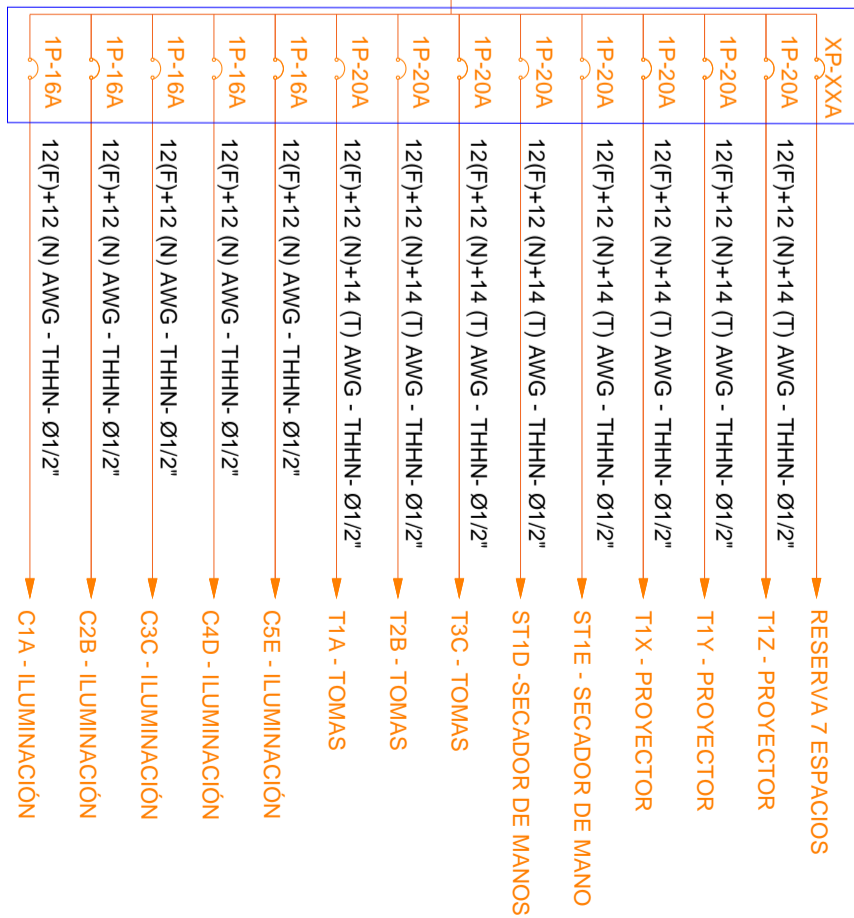 XP-XXA
RESERVA 7 ESPACIOS
1P-20A
12(F)+12 (N)+14 (T) AWG - THHN- Ø1/2"
T1Z - PROYECTOR
1P-20A
12(F)+12 (N)+14 (T) AWG - THHN- Ø1/2"
T1Y - PROYECTOR
1P-20A
12(F)+12 (N)+14 (T) AWG - THHN- Ø1/2"
T1X - PROYECTOR
1P-20A
12(F)+12 (N)+14 (T) AWG - THHN- Ø1/2"
ST1E - SECADOR DE MANO
1P-20A
12(F)+12 (N)+14 (T) AWG - THHN- Ø1/2"
ST1D -SECADOR DE MANOS
1P-20A
12(F)+12 (N)+14 (T) AWG - THHN- Ø1/2"
T3C - TOMAS
1P-20A
12(F)+12 (N)+14 (T) AWG - THHN- Ø1/2"
T2B - TOMAS
1P-20A
12(F)+12 (N)+14 (T) AWG - THHN- Ø1/2"
T1A - TOMAS
1P-16A
12(F)+12 (N) AWG - THHN- Ø1/2"
C5E - ILUMINACIÓN
1P-16A
12(F)+12 (N) AWG - THHN- Ø1/2"
C4D - ILUMINACIÓN
1P-16A
12(F)+12 (N) AWG - THHN- Ø1/2"
C3C - ILUMINACIÓN
1P-16A
12(F)+12 (N) AWG - THHN- Ø1/2"
C2B - ILUMINACIÓN
1P-16A
12(F)+12 (N) AWG - THHN- Ø1/2"
C1A - ILUMINACIÓN